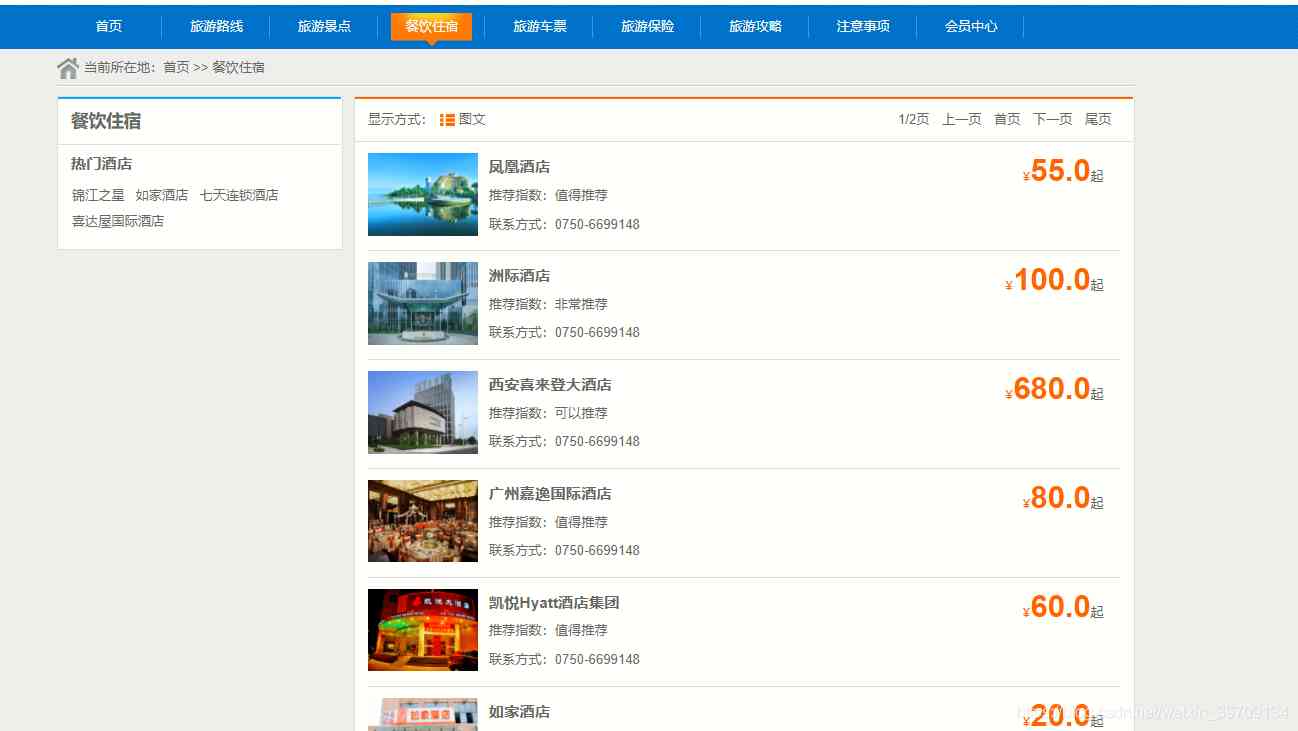 首页 旅游路线 旅游景点 餐饮住宿 旅游车票 旅游保险 旅游攻略 注意事项 会员中心
当前所在地：首页 >> 餐饮住宿
餐饮住宿
热门酒店
锦江之星 如家酒店 七天连锁酒店
喜达屋国际酒店
显示方式： 图文 1/2页 上一页 首页 下一页 尾页
凤凰酒店 ¥55.0起
推荐指数：值得推荐
联系方式：0750-6699148
洲际酒店 ¥100.0起
推荐指数：非常推荐
联系方式：0750-6699148
西安喜来登大酒店 ¥680.0起
推荐指数：可以推荐
联系方式：0750-6699148
广州嘉逸国际酒店 ¥80.0起
推荐指数：值得推荐
联系方式：0750-6699148
凯悦Hyatt酒店集团 ¥60.0起
推荐指数：值得推荐
联系方式：0750-6699148
如家酒店 ¥20.0起